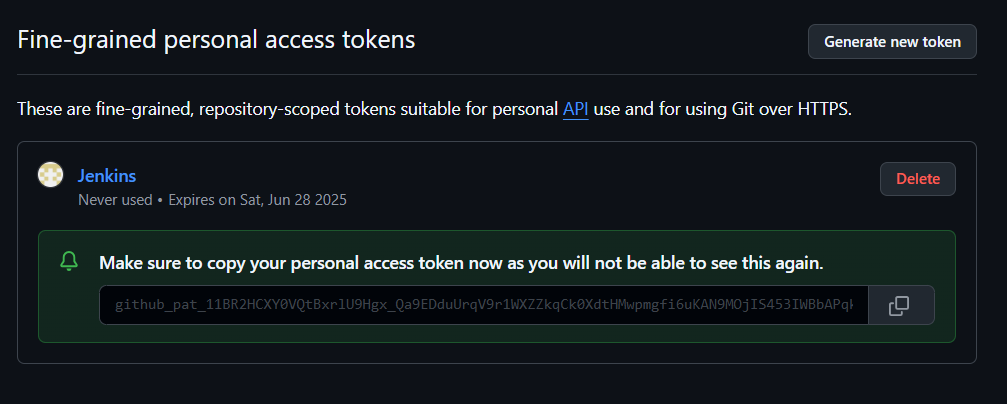 Fine-grained personal access tokens
Generate new token
These are fine-grained, repository-scoped tokens suitable for personal API use and for using Git over HTTPS.
Jenkins
Delete
Never used • Expires on Sat, Jun 28 2025
Make sure to copy your personal access token now as you will not be able to see this again.